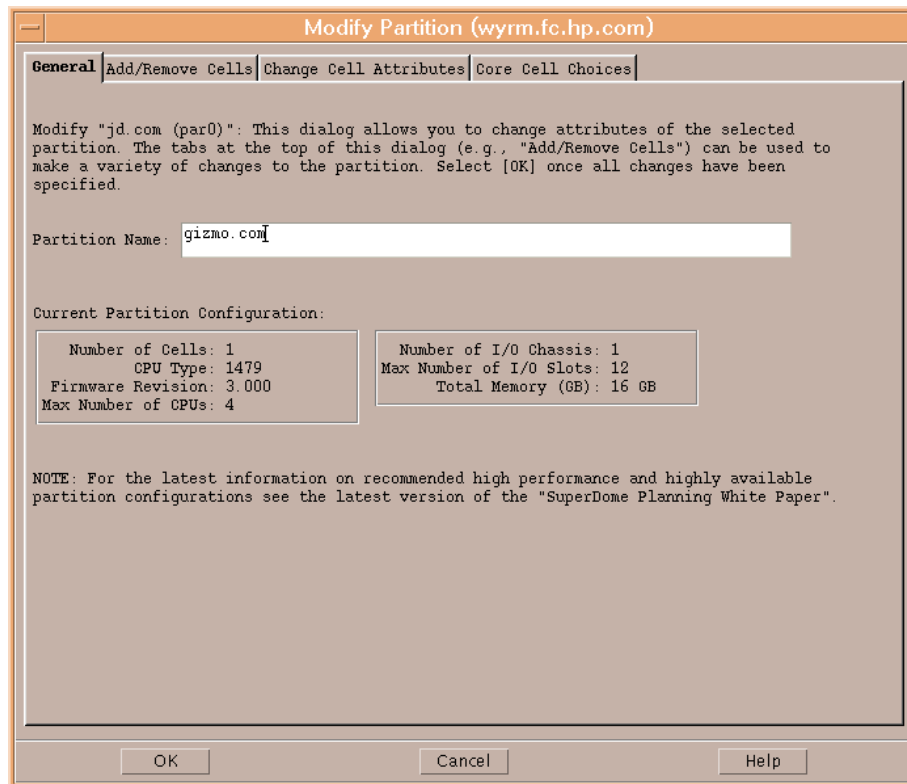 Modify Partition (wyrm.fc.hp.com)
General Add/Remove Cells Change Cell Attributes Core Cell Choices
Modify "jd.com (par0)": This dialog allows you to change attributes of the selected
partition. The tabs at the top of this dialog (e.g., "Add/Remove Cells") can be used to
make a variety of changes to the partition. Select [OK] once all changes have been
specified.
Partition Name: gizmo.com
Current Partition Configuration:
Number of Cells: 1
CPU Type: 1479
Firmware Revision: 3.000
Max Number of CPUs: 4
Number of I/O Chassis: 1
Max Number of I/O Slots: 12
Total Memory (GB): 16 GB
NOTE: For the latest information on recommended high performance and highly available
partition configurations see the latest version of the "SuperDome Planning White Paper".
OK Cancel Help